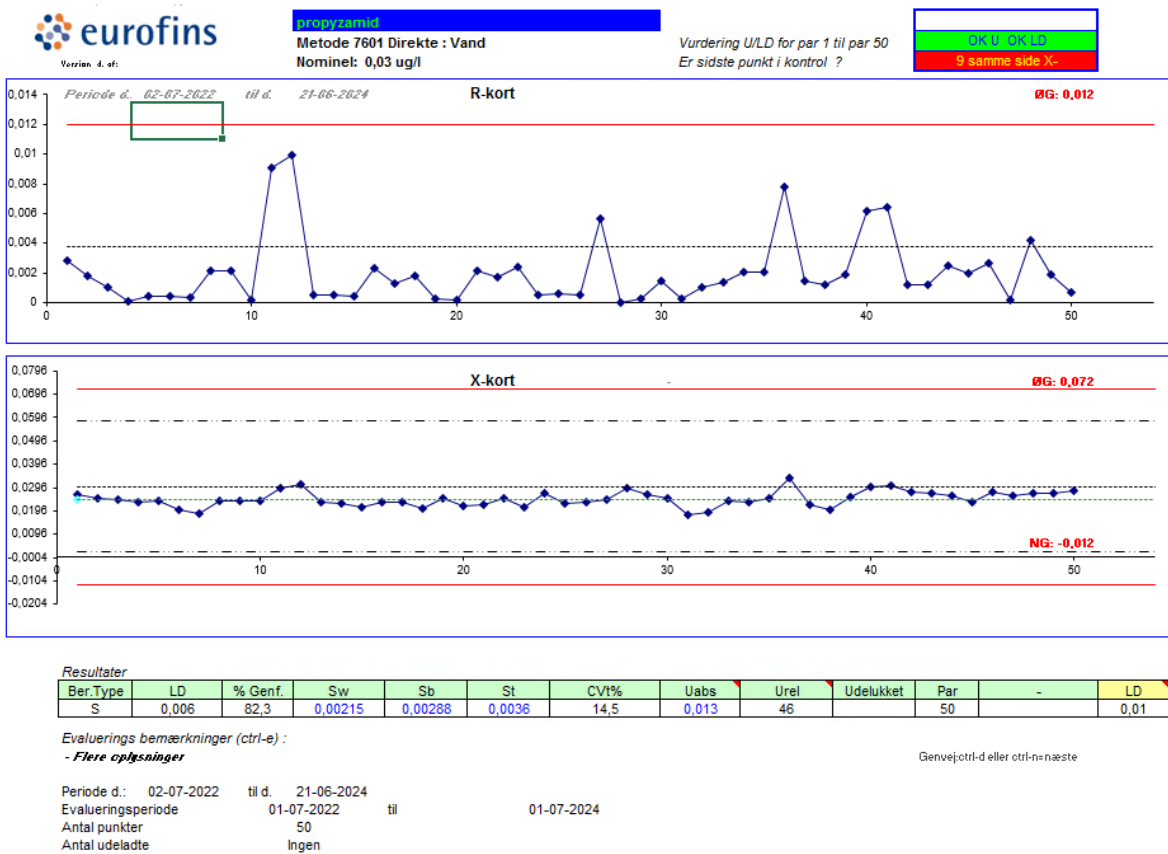 eurofins
Version d. af:
propyzamid
Metode 7601 Direkte : Vand
Nominel: 0,03 ug/l
Vurdering U/LD for par 1 til par 50
Er sidste punkt i kontrol ?
OK U OK LD
9 samme side X-
Periode d. 02-07-2022 til d. 21-06-2024
R-kort
ØG: 0,012
0,014
0,012
0,01
0,008
0,006
0,004
0,002
0
0 10 20 30 40 50
X-kort
-
ØG: 0,072
0,0796
0,0696
0,0596
0,0496
0,0396
0,0296
0,0196
0,0096
-0,0004
-0,0104
-0,0204
NG: -0,012
0 10 20 30 40 50
Resultater
Ber.Type LD % Genf. Sw Sb St CVt% Uabs Urel Udelukket Par - LD
S 0,006 82,3 0,00215 0,00288 0,0036 14,5 0,013 46 50 0,01
Evaluerings bemærkninger (ctrl-e) :
- Flere oplysninger
Genvej:ctrl-d eller ctrl-n=næste
Periode d.: 02-07-2022 til d. 21-06-2024
Evalueringsperiode 01-07-2022 til 01-07-2024
Antal punkter 50
Antal udeladte Ingen